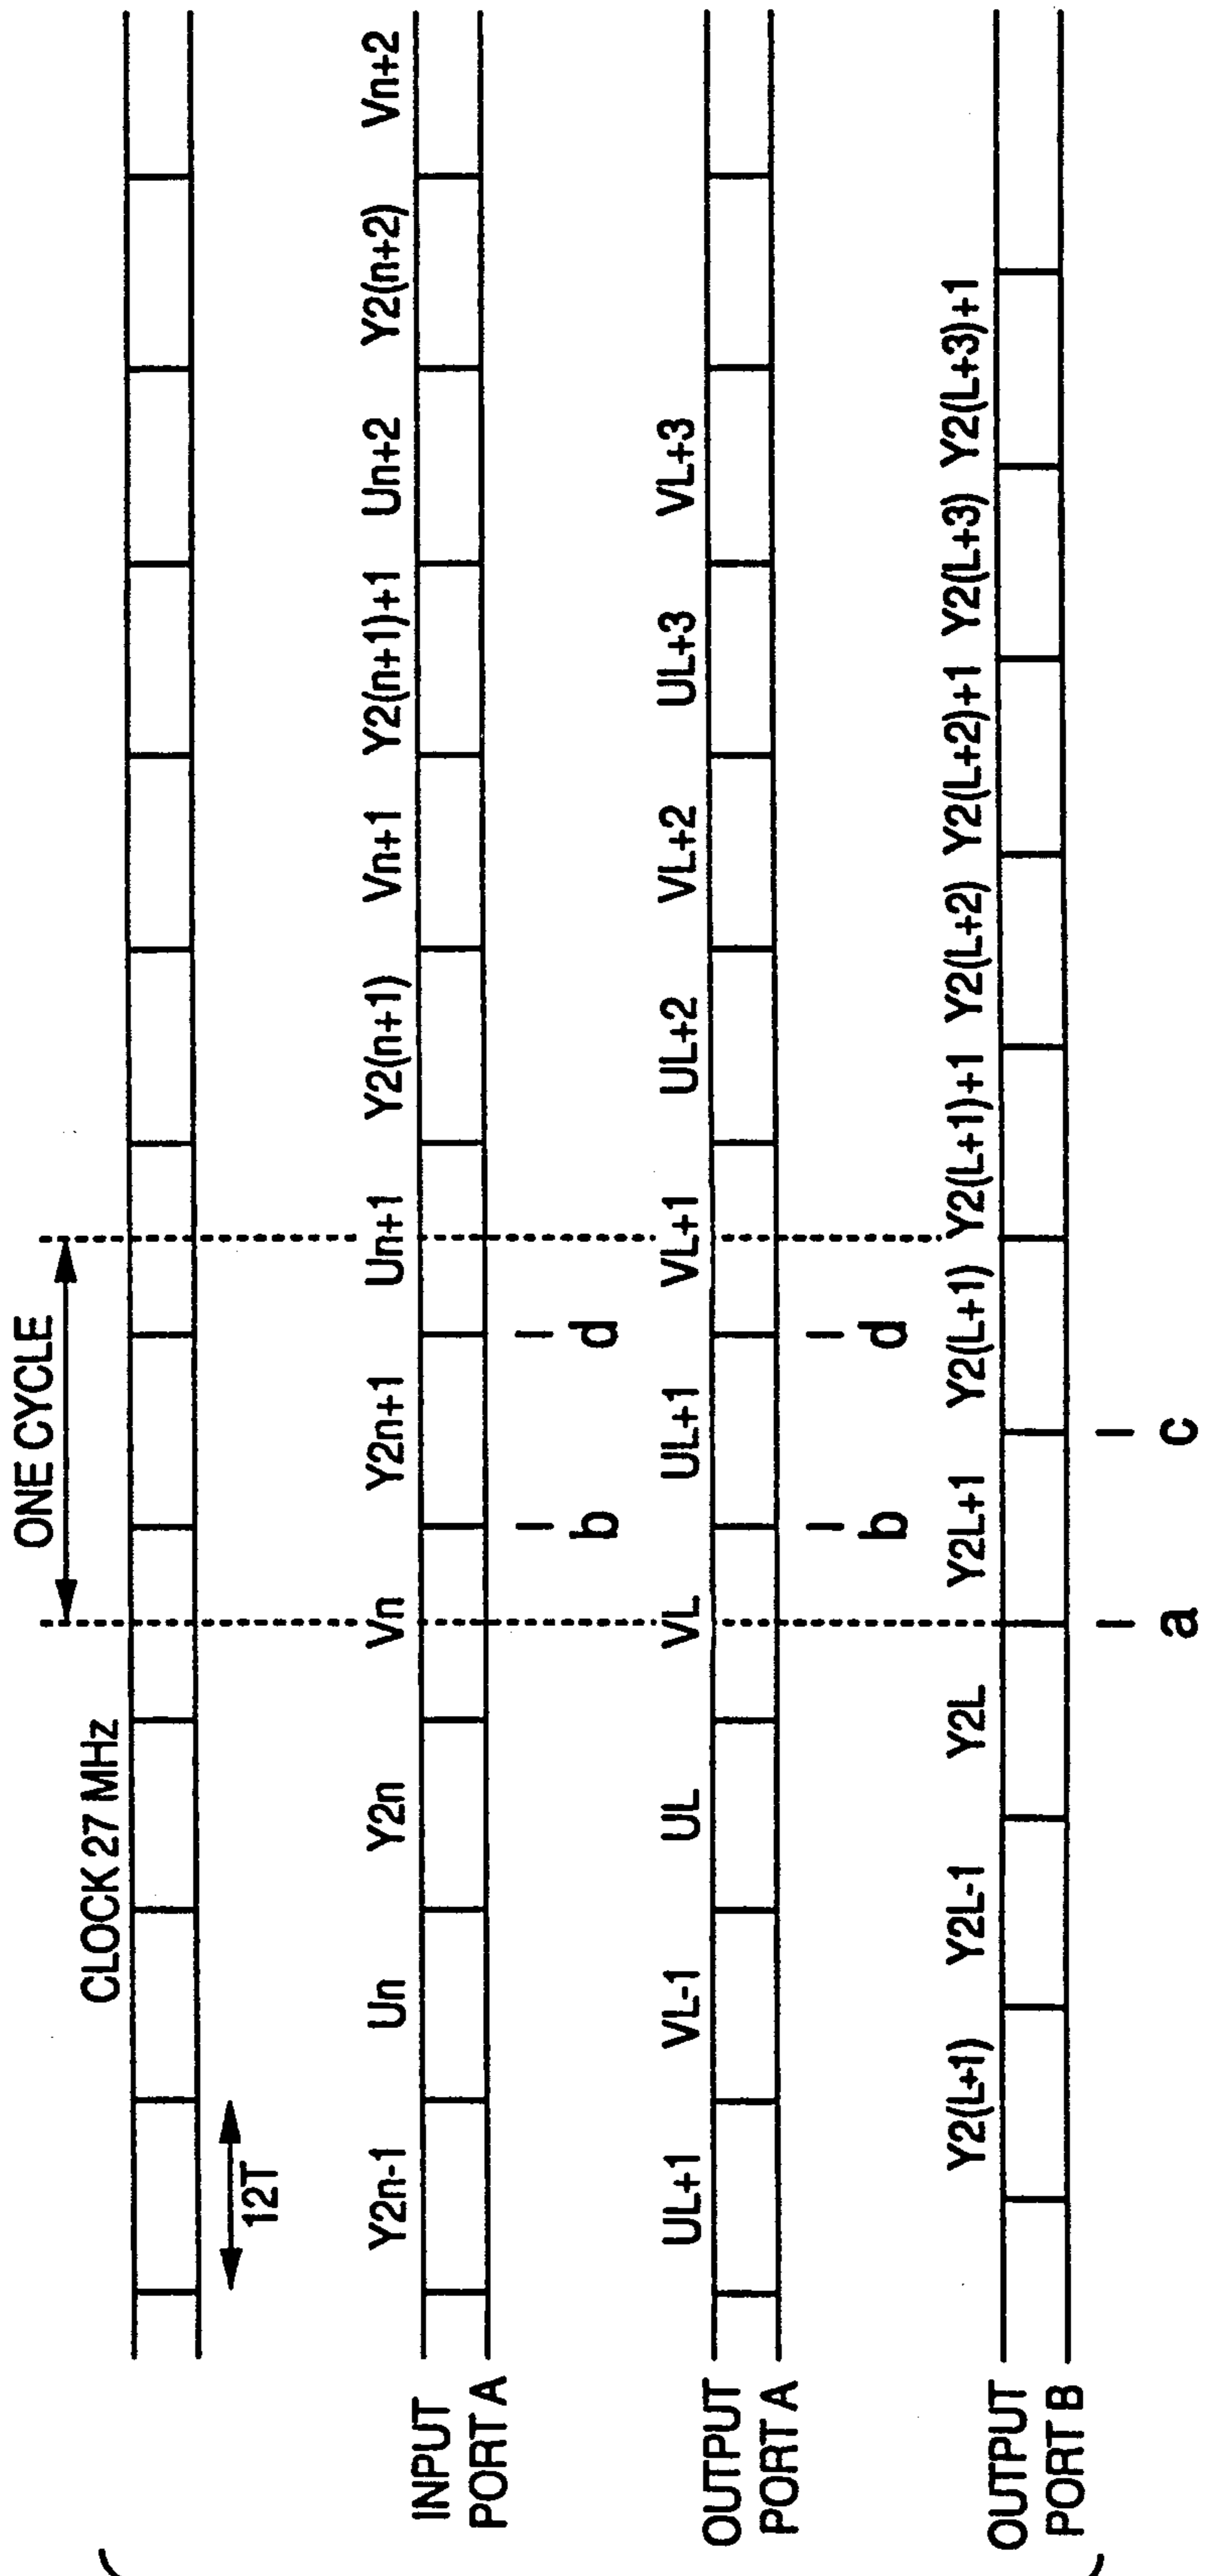 ONE CYCLE
CLOCK 27 MHz
12T
INPUT
PORT A
Y2n-1 Un Y2n Vn Y2n+1 Un+1 Y2(n+1) Vn+1 Y2(n+1)+1 Un+2 Y2(n+2) Vn+2
b d
OUTPUT
PORT A
UL+1 VL-1 UL VL UL+1 VL+1 UL+2 VL+2 UL+3 VL+3
b d
OUTPUT
PORT B
Y2(L+1) Y2L-1 Y2L Y2L+1 Y2(L+1) Y2(L+1)+1 Y2(L+2) Y2(L+2)+1 Y2(L+3) Y2(L+3)+1
a c